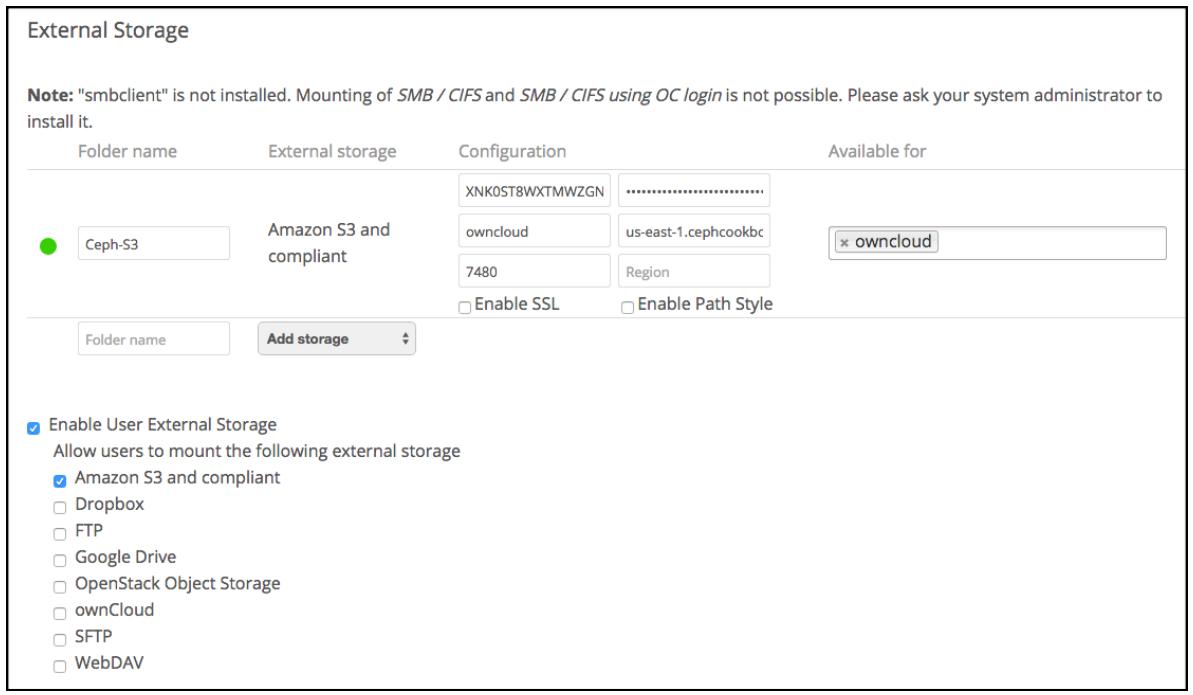 External Storage
Note: "smbclient" is not installed. Mounting of SMB / CIFS and SMB / CIFS using OC login is not possible. Please ask your system administrator to
install it.
Folder name External storage Configuration Available for
XNK0ST8WXTMWZGN ••••••••••••••••••••••••••••
Ceph-S3 Amazon S3 and compliant owncloud us-east-1.cephcookbc × owncloud
7480 Region
Enable SSL Enable Path Style
Folder name Add storage
Enable User External Storage
Allow users to mount the following external storage
Amazon S3 and compliant
Dropbox
FTP
Google Drive
OpenStack Object Storage
ownCloud
SFTP
WebDAV